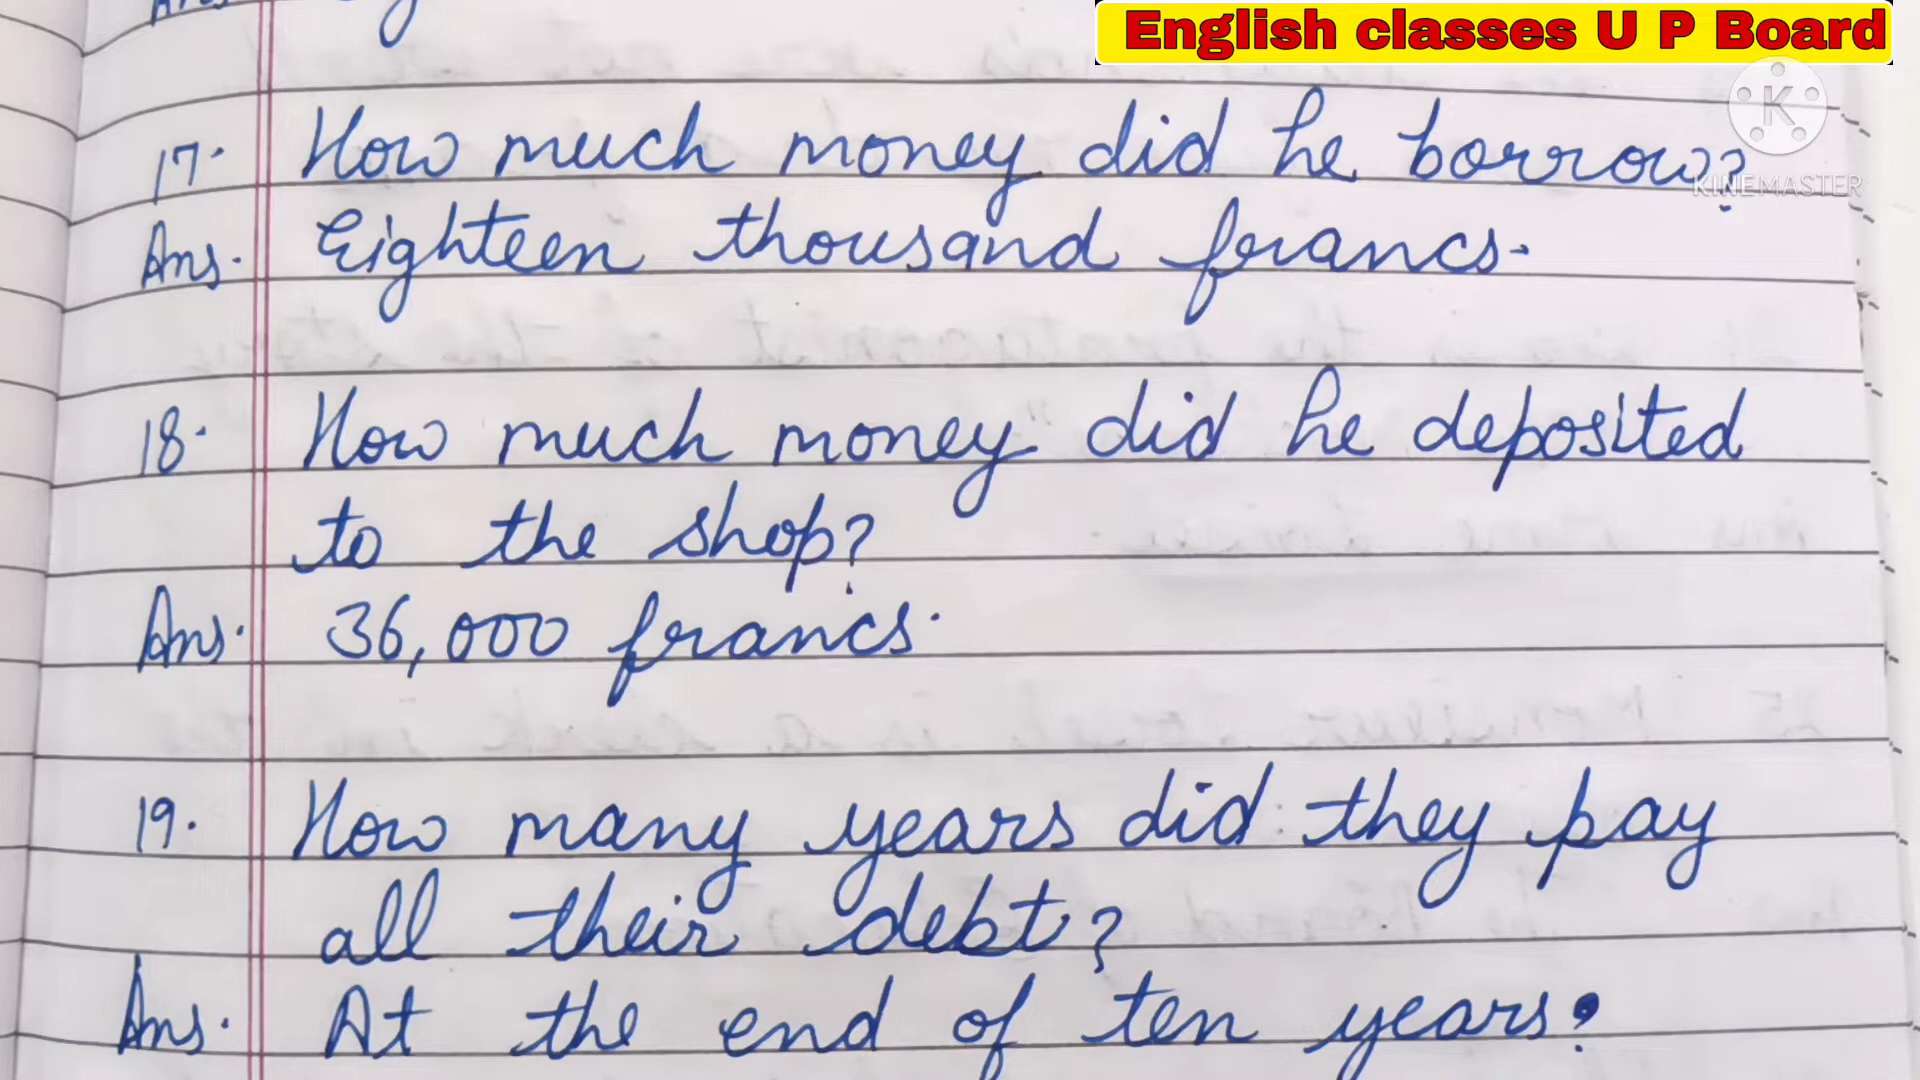 English classes U P Board
17. How much money did he borrow?
KINEMASTER
Ans. Eighteen thousand francs.
18. How much money did he deposited
to the shop?
Ans. 36,000 francs.
19. How many years did they pay
all their debt?
Ans. At the end of ten years.